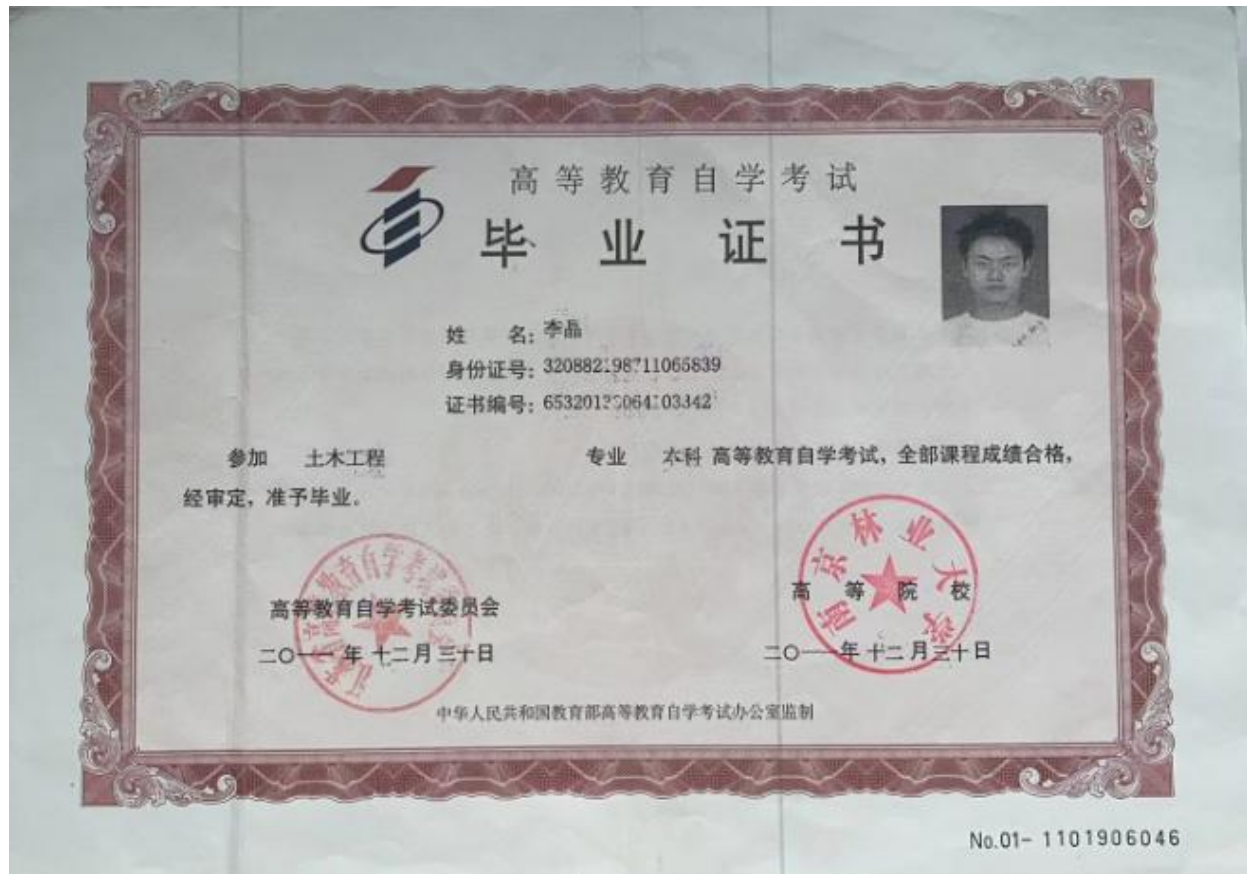 高等教育自学考试
毕业证书
姓 名: 李晶
身份证号:
证书编号:
参加 土木工程 专业 本科 高等教育自学考试，全部课程成绩合格，
经审定，准予毕业。
高等教育自学考试委员会
二〇一一年十二月三十日
南京林业大学
高等院校
二〇一一年十二月三十日
中华人民共和国教育部高等教育自学考试办公室监制
No.01- 1101906046